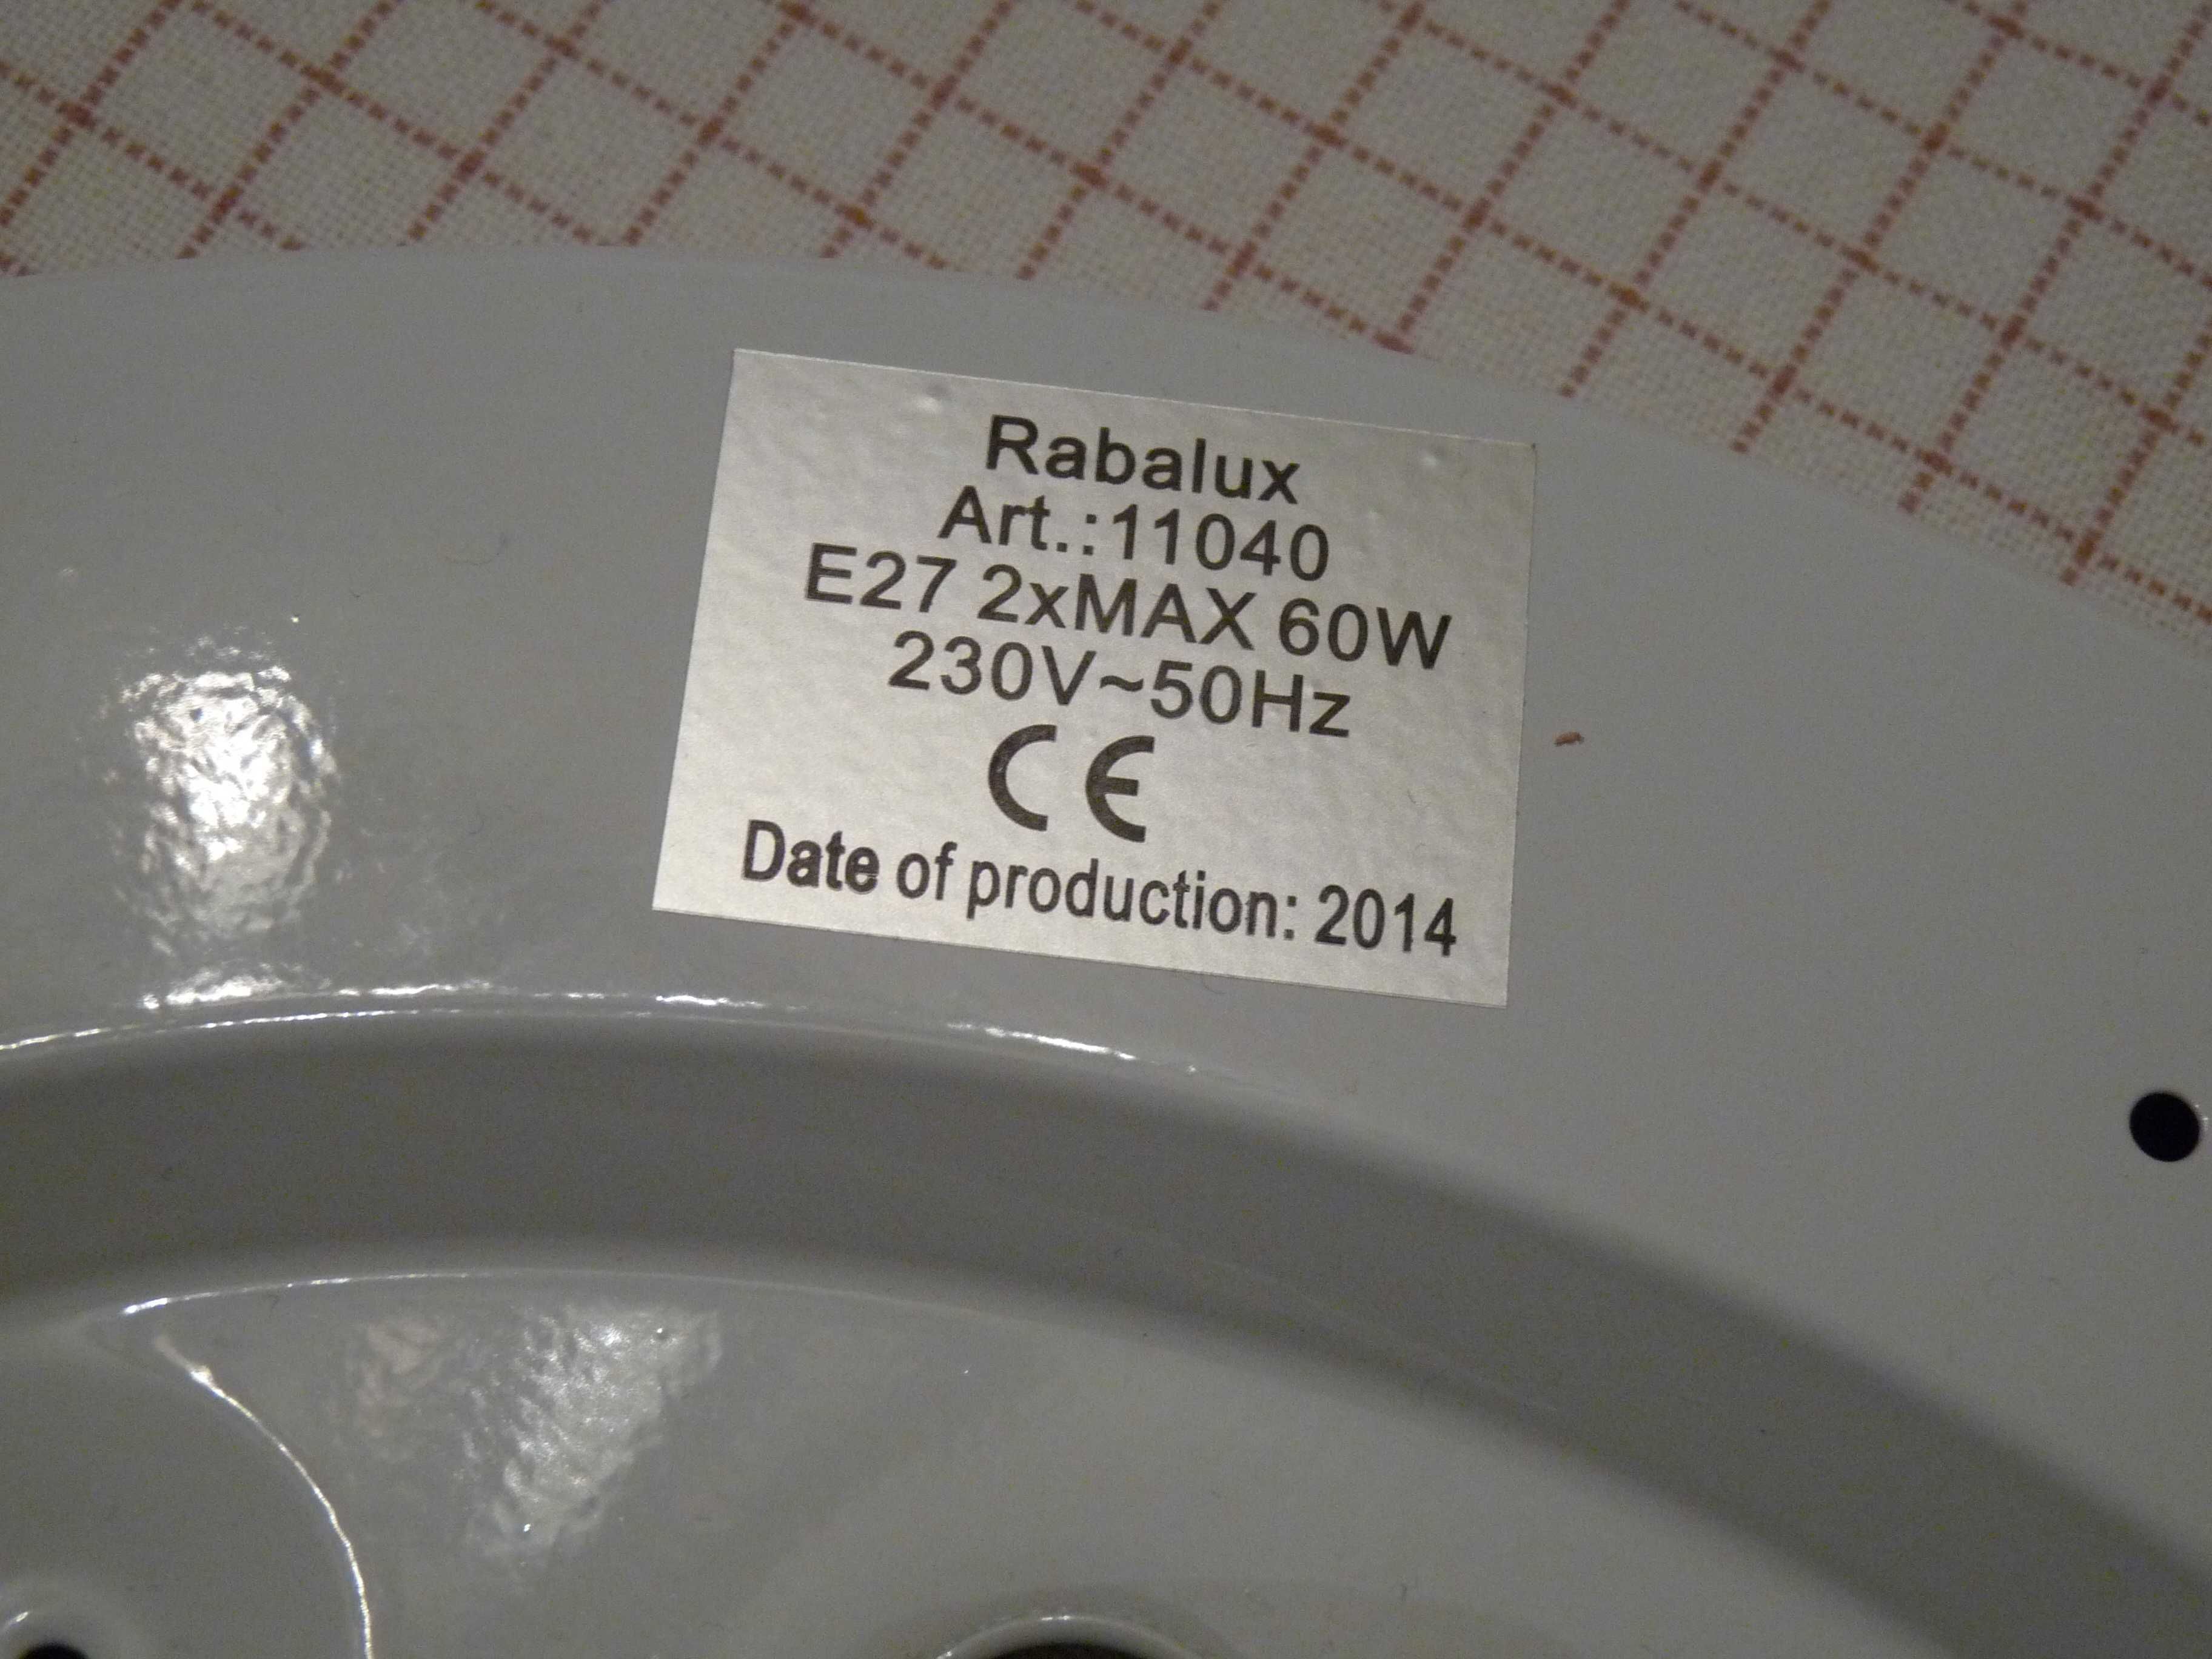 Rabalux
Art.:11040
E27 2xMAX 60W
230V~50Hz
CE
Date of production: 2014